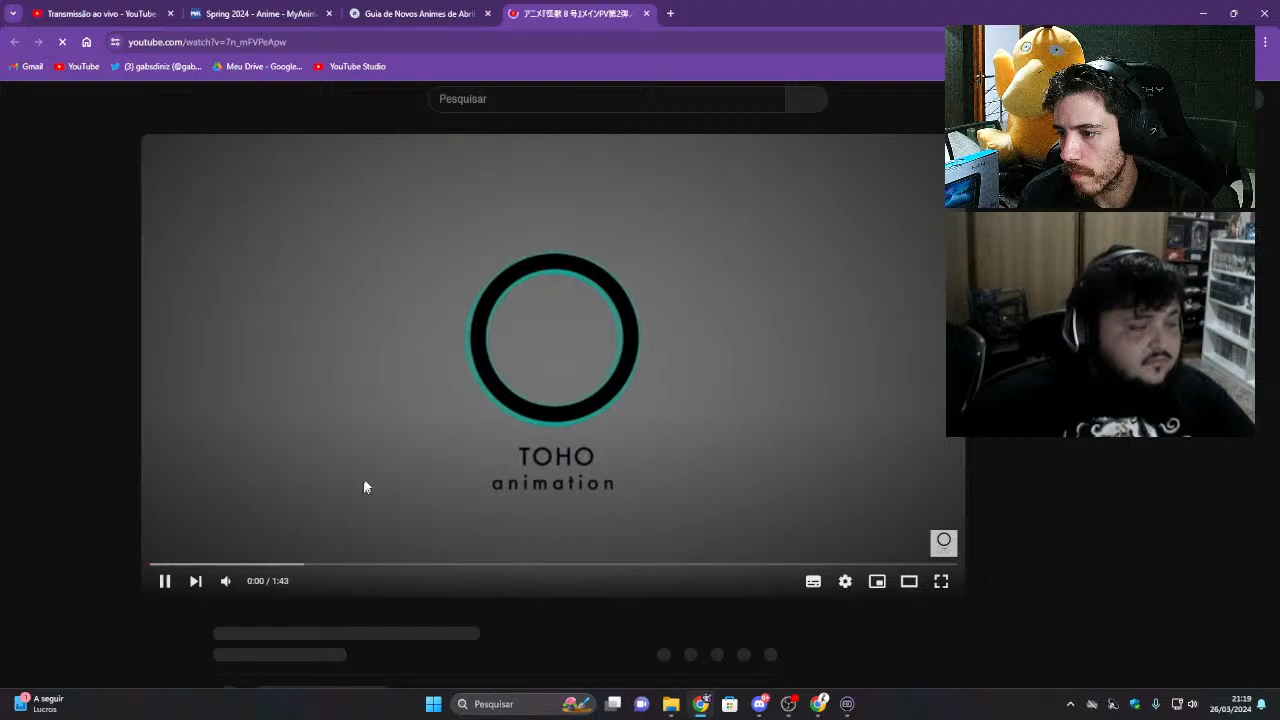 Transmissão ao vivo - YouTube
Spring 2024 - Anime - MyAnim
Guia de Novos Animes de Abri
アニメ『怪獣８号』メインPV第2弾
youtube.com/watch?v=7n_mFVPeApw
Gmail
YouTube
(3) gabsdiniz (@gab...
Meu Drive - Google...
YouTube Studio
Pesquisar
TOHO
animation
0:00 / 1:43
A seguir
Lucros
Pesquisar
21:19
26/03/2024